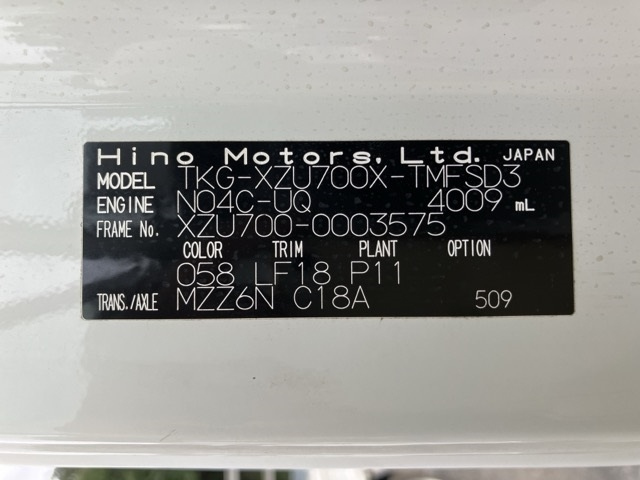 Hino Motors, Ltd. JAPAN
MODEL TKG-XZU700X-TMFSD3
ENGINE N04C-UQ 4009 mL
FRAME No. XZU700-0003575
COLOR TRIM PLANT OPTION
058 LF18 P11
TRANS./AXLE MZZ6N C18A 509